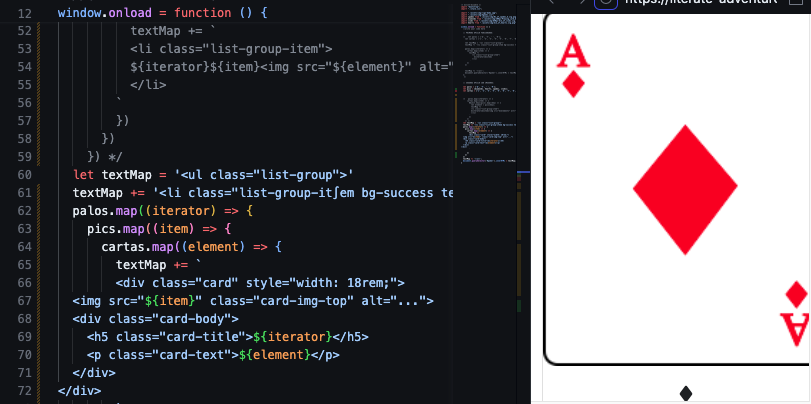 12 window.onload = function () {
52 textMap +=
53 <li class="list-group-item">
54 ${iterator}${item}<img src="${element}" alt="
55 </li>
56 `
57 })
58 })
59 }) */
60 let textMap = '<ul class="list-group">'
61 textMap += '<li class="list-group-it∫em bg-success te
62 palos.map((iterator) => {
63 pics.map((item) => {
64 cartas.map((element) => {
65 textMap += `
66 <div class="card" style="width: 18rem;">
67 <img src="${item}" class="card-img-top" alt="...">
68 <div class="card-body">
69 <h5 class="card-title">${iterator}</h5>
70 <p class="card-text">${element}</p>
71 </div>
72 </div>
A
A